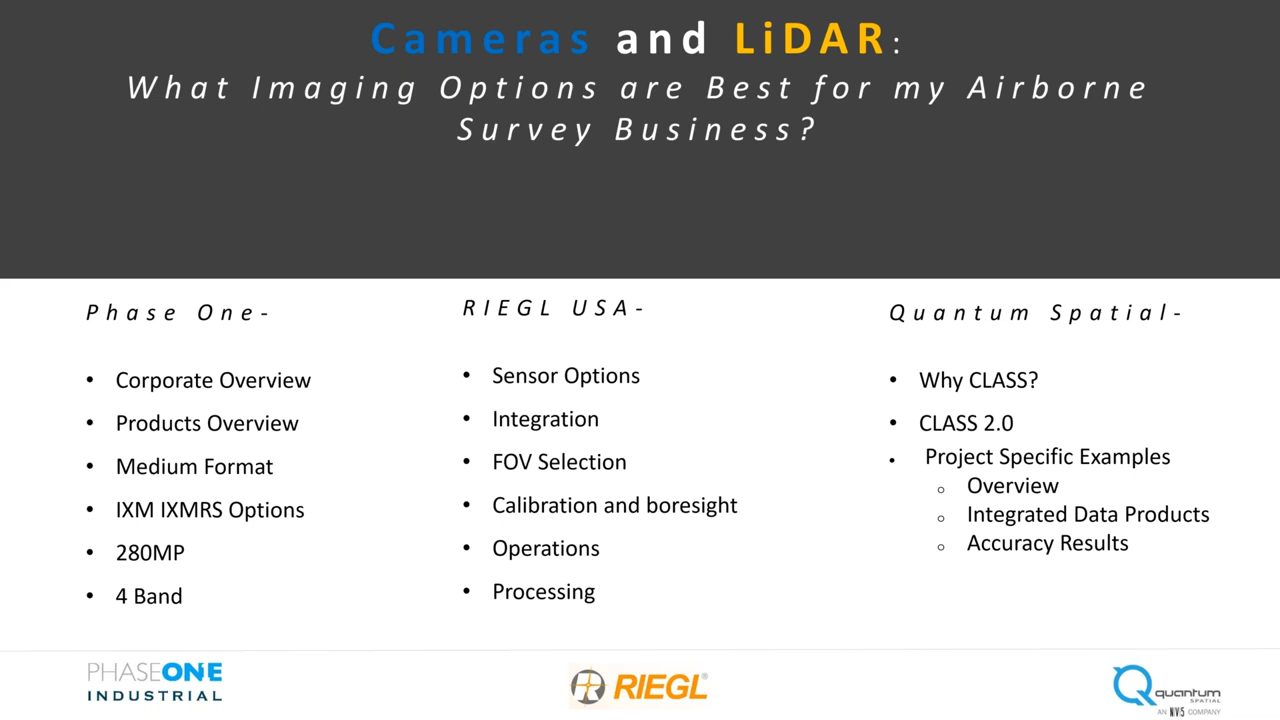 Cameras and LiDAR:
What Imaging Options are Best for my Airborne
Survey Business?
Phase One-
• Corporate Overview
• Products Overview
• Medium Format
• IXM IXMRS Options
• 280MP
• 4 Band
RIEGL USA-
• Sensor Options
• Integration
• FOV Selection
• Calibration and boresight
• Operations
• Processing
Quantum Spatial-
• Why CLASS?
• CLASS 2.0
• Project Specific Examples
o Overview
o Integrated Data Products
o Accuracy Results
PHASEONE
INDUSTRIAL
RIEGL®
quantum
SPATIAL
AN NV5 COMPANY